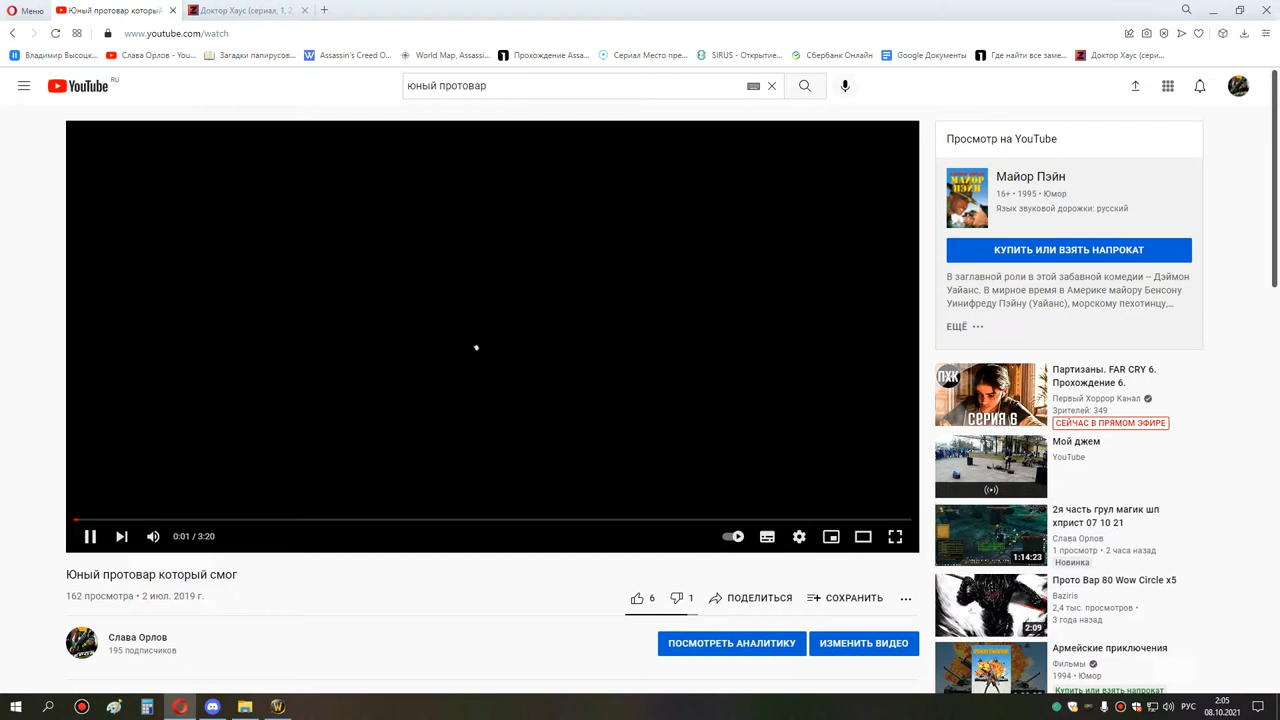 Меню
Юный протовар который
Доктор Хаус (сериал, 1, 2,
www.youtube.com/watch
Владимир Высоц...
Слава Орлов - You...
Загадки папирусов...
Assassin's Creed O...
World Map, Assassi...
Прохождение Assa...
Сериал Место пре...
SIRUS - Открытие...
Сбербанк Онлайн
Google Документы
Где найти все заме...
Доктор Хаус (сери...
YouTube
RU
юный протовар
Просмотр на YouTube
МАЙОР
ПЭЙН
Майор Пэйн
16+ • 1995 • Юмор
Язык звуковой дорожки: русский
КУПИТЬ ИЛИ ВЗЯТЬ НАПРОКАТ
В заглавной роли в этой забавной комедии – Дэймон
Уайанс. В мирное время в Америке майору Бенсону
Уинифреду Пэйну (Уайанс), морскому пехотинцу,...
ЕЩЁ
ПХК
СЕРИЯ 6
Партизаны. FAR CRY 6.
Прохождение 6.
Первый Хоррор Канал
Зрителей: 349
СЕЙЧАС В ПРЯМОМ ЭФИРЕ
Мой джем
YouTube
2я часть грул магик шп
хприст 07 10 21
Слава Орлов
1 просмотр • 2 часа назад
Новинка
1:14:23
Прото Вар 80 Wow Circle x5
Baziris
2,4 тыс. просмотров •
3 года назад
2:09
Армейские приключения
Фильмы
1994 • Юмор
Купить или взять напрокат
0:01 / 3:20
Юный протовар который смог
162 просмотра • 2 июл. 2019 г.
6
1
ПОДЕЛИТЬСЯ
СОХРАНИТЬ
Слава Орлов
195 подписчиков
ПОСМОТРЕТЬ АНАЛИТИКУ
ИЗМЕНИТЬ ВИДЕО
РУС
2:05
08.10.2021